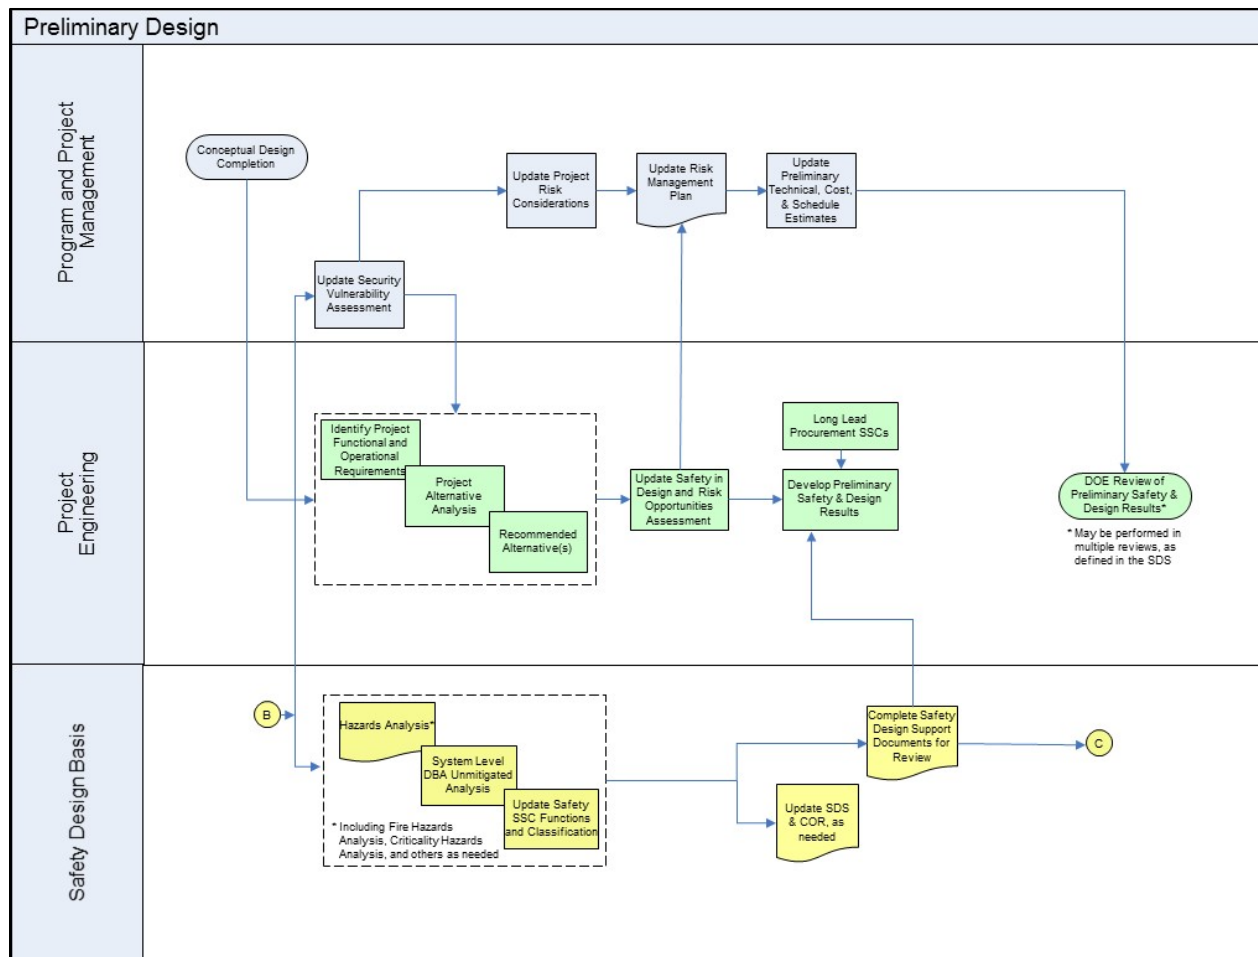 Preliminary Design
Program and Project
Management
Conceptual Design
Completion
Update Project
Risk
Considerations
Update Risk
Management
Plan
Update
Preliminary
Technical, Cost,
& Schedule
Estimates
Update Security
Vulnerability
Assessment
Project
Engineering
Identify Project
Functional and
Operational
Requirements
Project
Alternative
Analysis
Recommended
Alternative(s)
Update Safety in
Design and Risk
Opportunities
Assessment
Long Lead
Procurement SSCs
Develop Preliminary
Safety & Design
Results
DOE Review of
Preliminary Safety &
Design Results*
* May be performed in
multiple reviews, as
defined in the SDS
Safety Design Basis
B
Hazards Analysis*
System Level
DBA Unmitigated
Analysis
Update Safety
SSC Functions
and Classification
* Including Fire Hazards
Analysis, Criticality Hazards
Analysis, and others as needed
Complete Safety
Design Support
Documents for
Review
Update SDS
& COR, as
needed
C